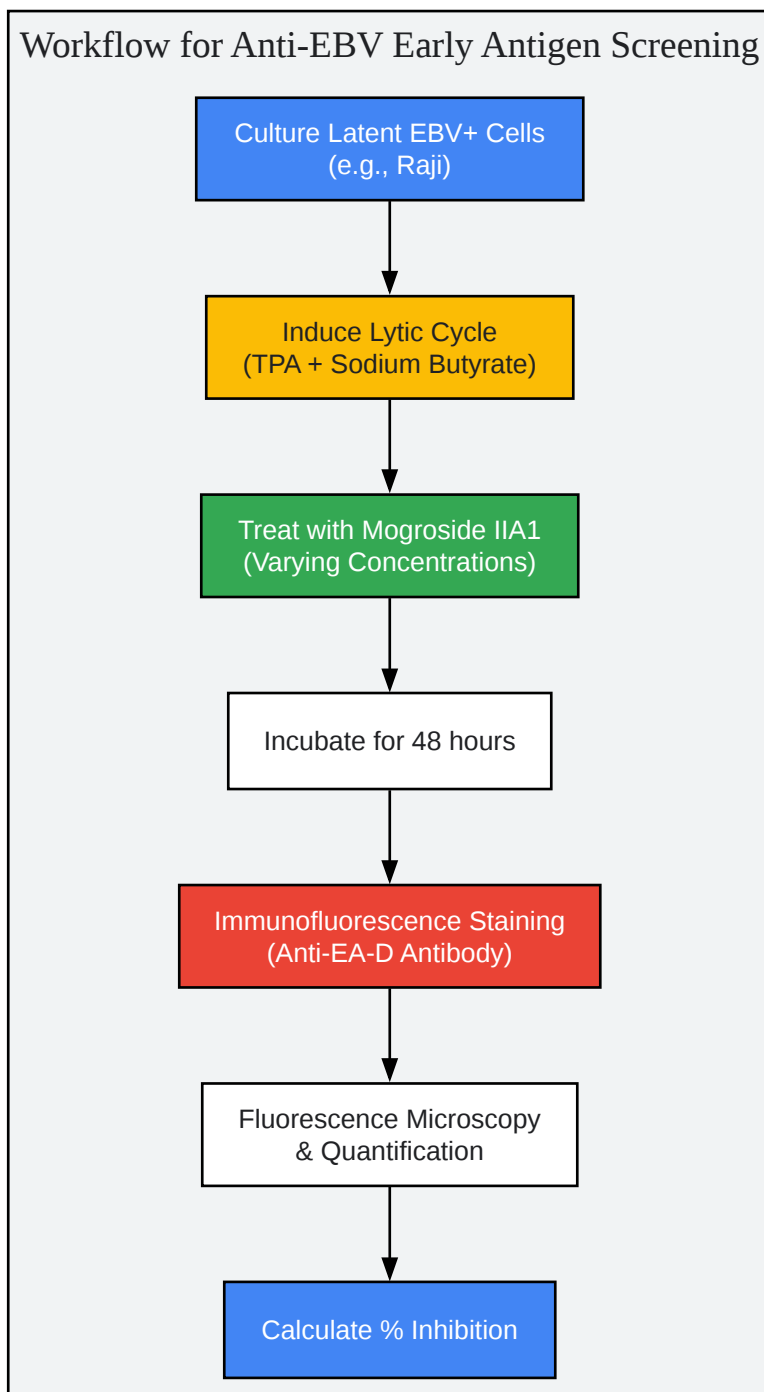 Workflow for Anti-EBV Early Antigen Screening
Culture Latent EBV+ Cells
(e.g., Raji)
Induce Lytic Cycle
(TPA + Sodium Butyrate)
Treat with Mogroside IIA1
(Varying Concentrations)
Incubate for 48 hours
Immunofluorescence Staining
(Anti-EA-D Antibody)
Fluorescence Microscopy
& Quantification
Calculate % Inhibition